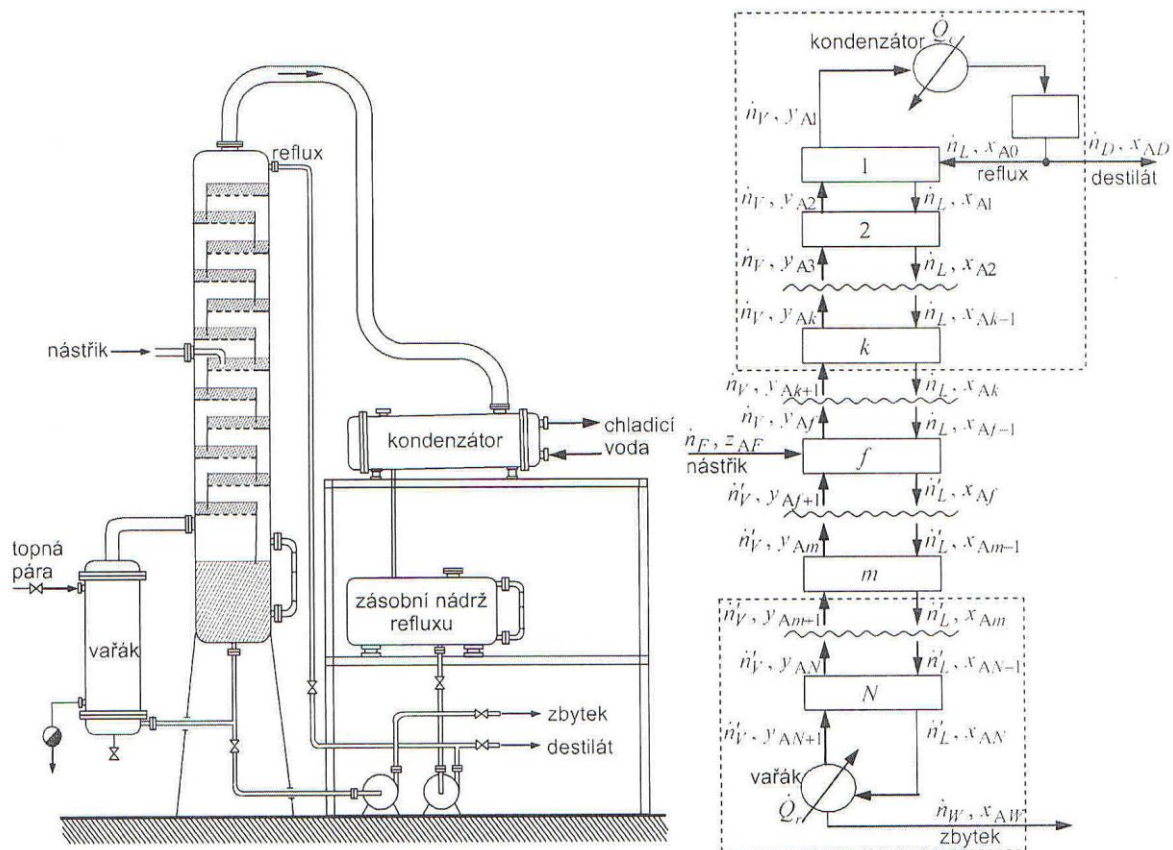 reflux
nástřik
kondenzátor
chladicí
voda
topná
pára
vařák
zásobní nádrž
refluxu
zbytek
destilát
kondenzátor
Q̇c
ṅV, yA1
ṅL, xA0
reflux
ṅD, xAD
destilát
1
ṅV, yA2
ṅL, xA1
2
ṅV, yA3
ṅL, xA2
ṅV, yAk
ṅL, xAk−1
k
ṅV, yAk+1
ṅL, xAk
ṅV, yAf
ṅL, xAf−1
ṅF, zAF
nástřik
f
ṅ′V, yAf+1
ṅ′L, xAf
ṅ′V, yAm
ṅ′L, xAm−1
m
ṅ′V, yAm+1
ṅ′L, xAm
ṅ′V, yAN
ṅ′L, xAN−1
N
ṅ′V, yAN+1
ṅ′L, xAN
vařák
Q̇r
ṅW, xAW
zbytek